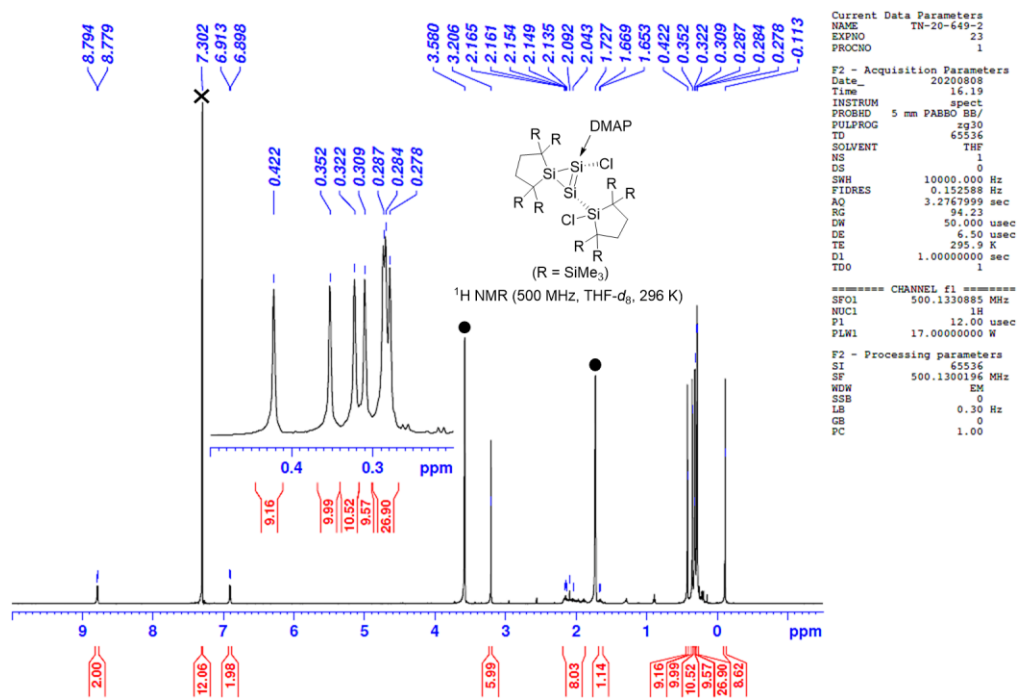 8.794
8.779
7.302
6.913
6.898
3.580
3.206
2.165
2.161
2.154
2.149
2.135
2.092
2.043
1.727
1.669
1.653
0.422
0.352
0.322
0.309
0.287
0.284
0.278
-0.113
0.422
0.352
0.322
0.309
0.287
0.284
0.278
R
R
DMAP
Si
Si
Cl
Si
R
R
Cl
Si
R
R
R
R
(R = SiMe₃)
¹H NMR (500 MHz, THF-d₈, 296 K)
0.4 0.3 ppm
9.16
9.99
10.52
9.57
26.90
9 8 7 6 5 4 3 2 1 0 ppm
2.00
12.06
1.98
5.99
8.03
1.14
9.16
9.99
10.52
9.57
26.90
8.62
Current Data Parameters
NAME TN-20-649-2
EXPNO 23
PROCNO 1
F2 - Acquisition Parameters
Date_ 20200808
Time 16.19
INSTRUM spect
PROBHD 5 mm PABBO BB/
PULPROG zg30
TD 65536
SOLVENT THF
NS 1
DS 0
SWH 10000.000 Hz
FIDRES 0.152588 Hz
AQ 3.2767999 sec
RG 94.23
DW 50.000 usec
DE 6.50 usec
TE 295.9 K
D1 1.00000000 sec
TD0 1
======== CHANNEL f1 ========
SFO1 500.1330885 MHz
NUC1 1H
P1 12.00 usec
PLW1 17.00000000 W
F2 - Processing parameters
SI 65536
SF 500.1300196 MHz
WDW EM
SSB 0
LB 0.30 Hz
GB 0
PC 1.00